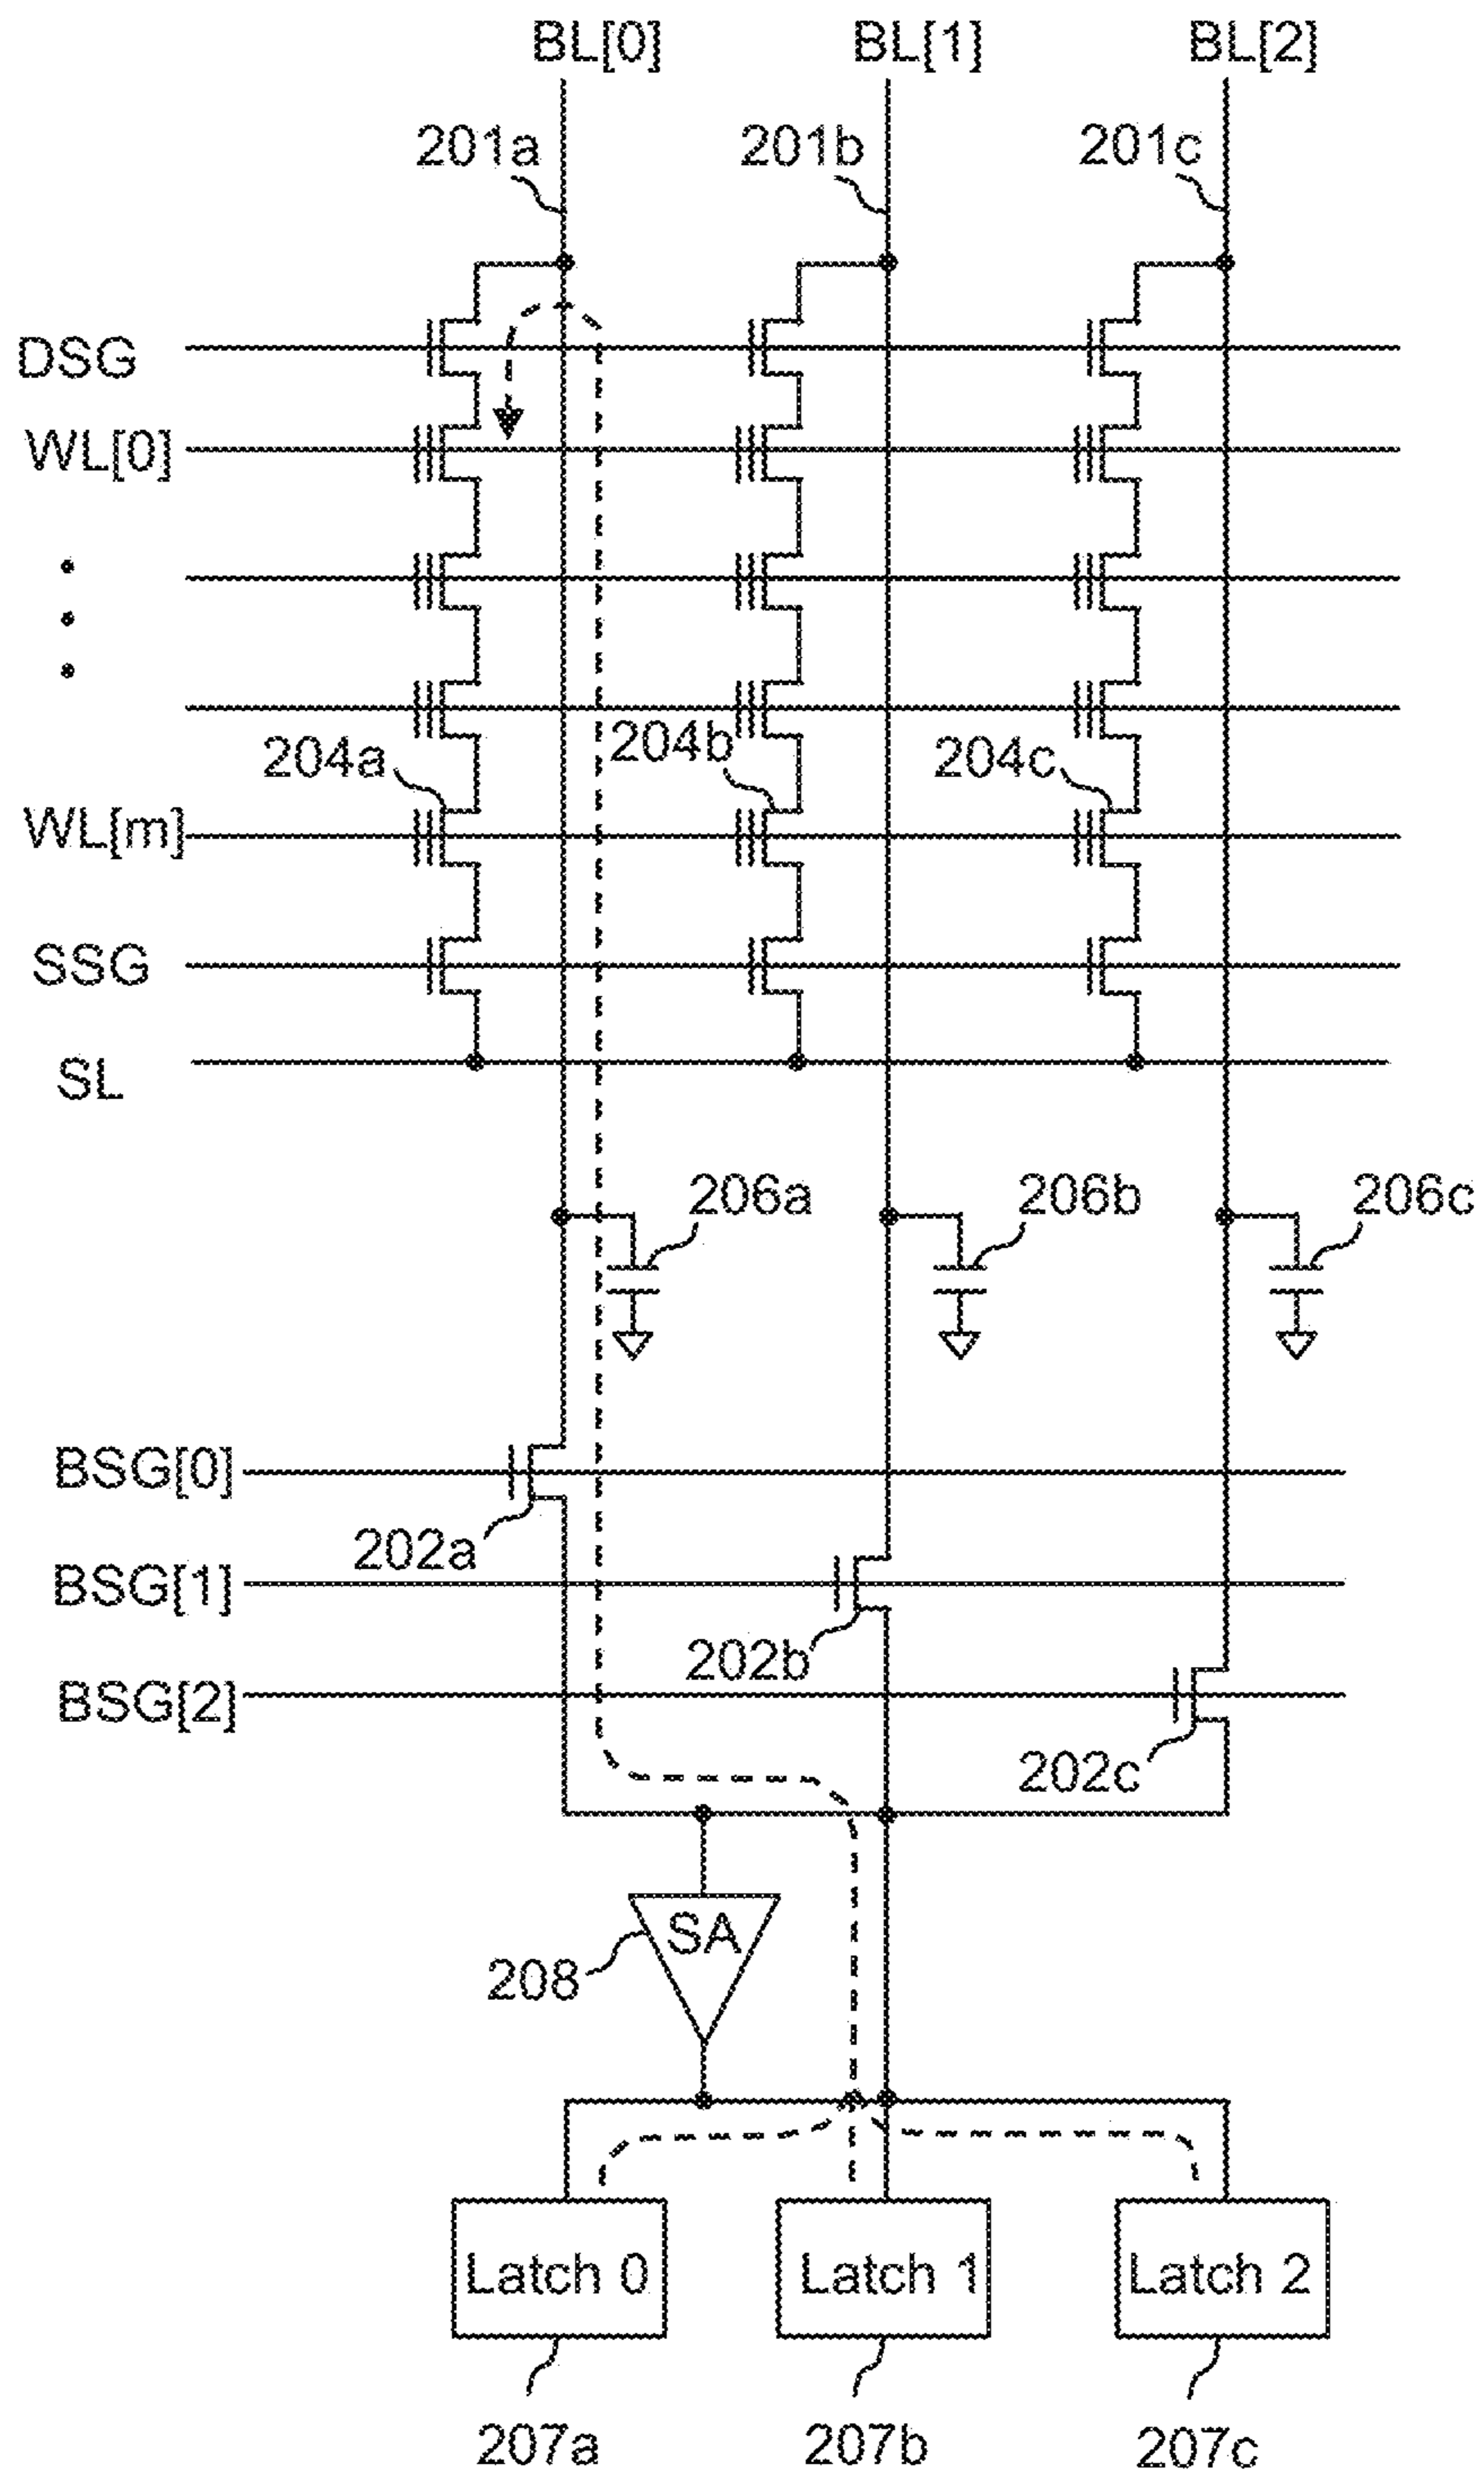 BL[0] BL[1] BL[2]
201a 201b 201c
DSG
WL[0]
204a 204b 204c
WL[m]
SSG
SL
206a 206b 206c
BSG[0]
202a
BSG[1]
202b
BSG[2]
202c
SA
208
Latch 0 Latch 1 Latch 2
207a 207b 207c